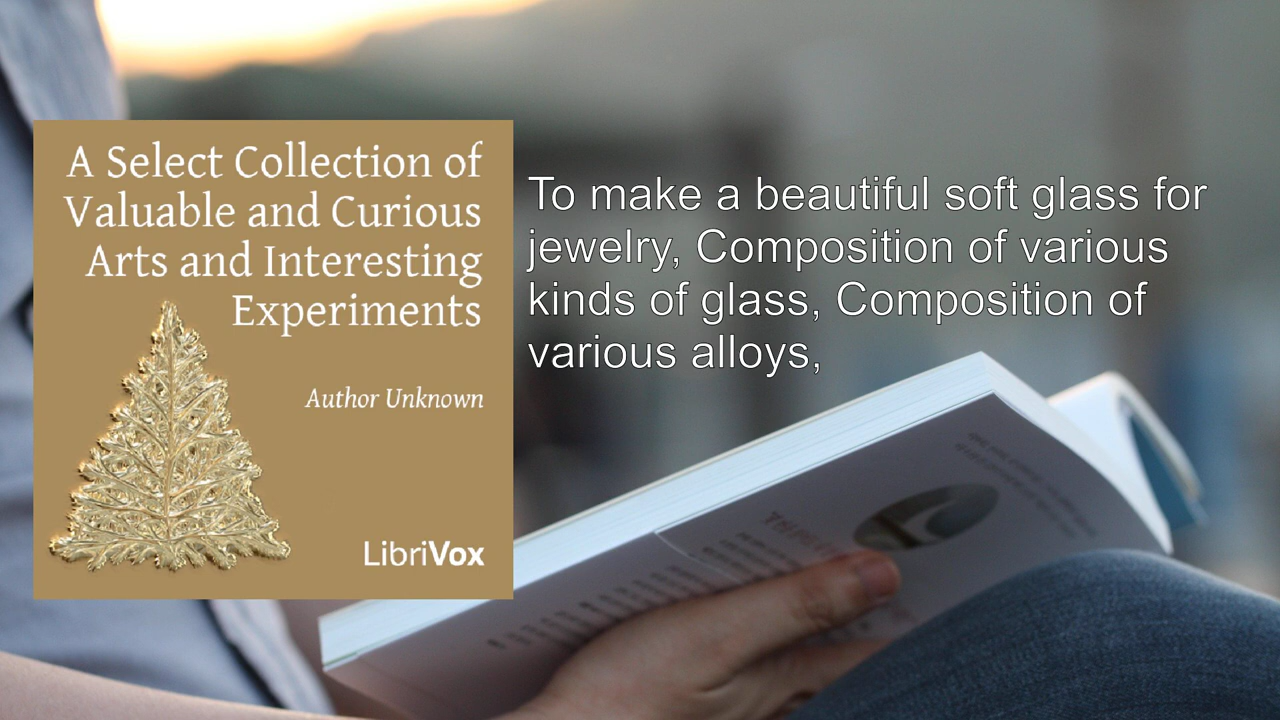 A Select Collection of
Valuable and Curious
Arts and Interesting
Experiments
Author Unknown
LibriVox
To make a beautiful soft glass for
jewelry, Composition of various
kinds of glass, Composition of
various alloys,